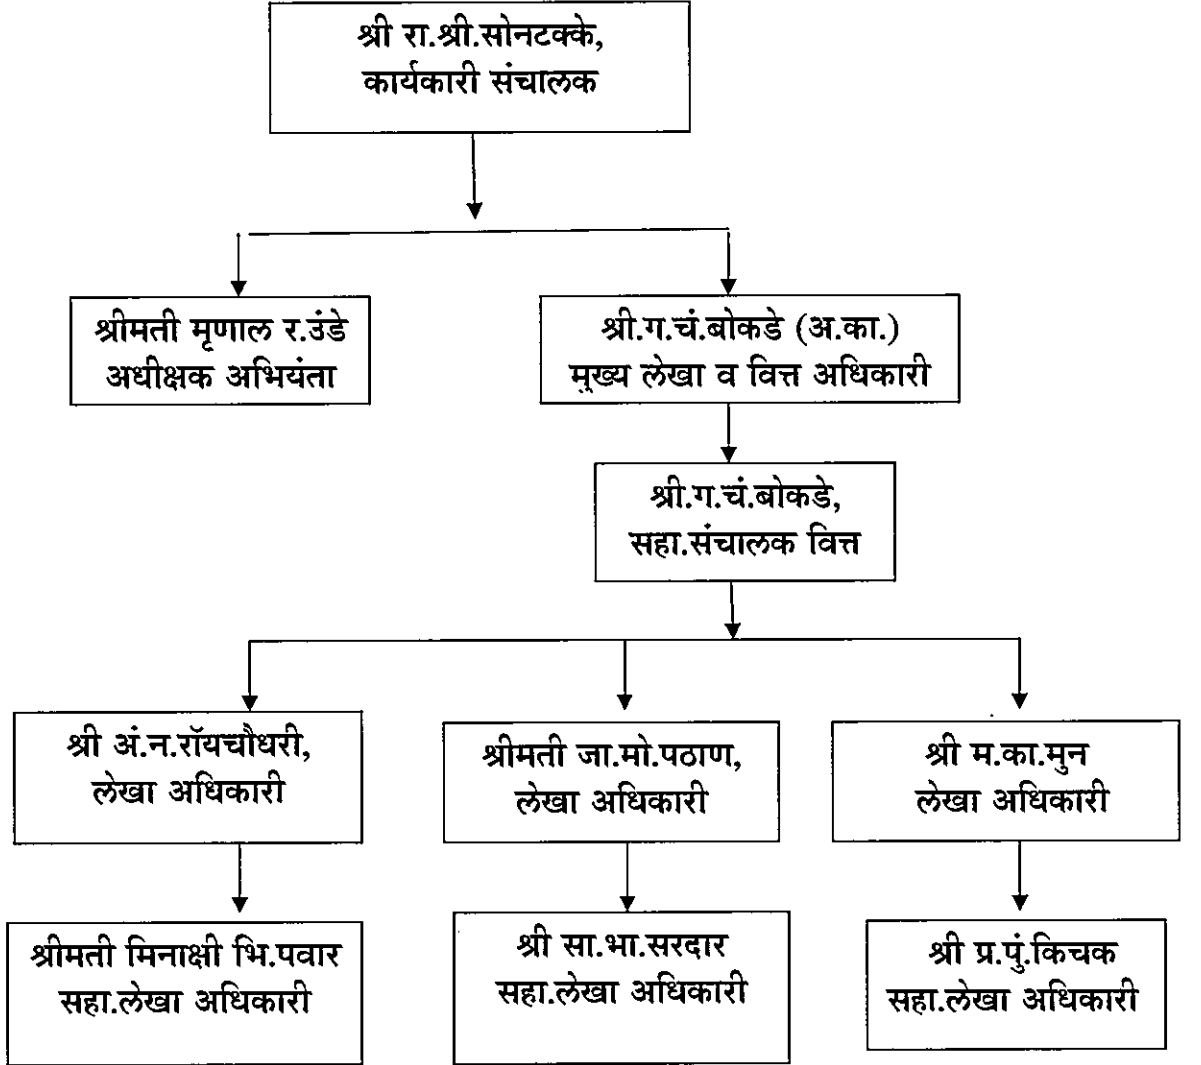 श्री रा.श्री.सोनटक्के,
कार्यकारी संचालक
श्रीमती मृणाल र.उंडे
अधीक्षक अभियंता
श्री.ग.चं.बोकडे (अ.का.)
मुख्य लेखा व वित्त अधिकारी
श्री.ग.चं.बोकडे,
सहा.संचालक वित्त
श्री अं.न.रॉयचौधरी,
लेखा अधिकारी
श्रीमती जा.मो.पठाण,
लेखा अधिकारी
श्री म.का.मुन
लेखा अधिकारी
श्रीमती मिनाक्षी भि.पवार
सहा.लेखा अधिकारी
श्री सा.भा.सरदार
सहा.लेखा अधिकारी
श्री प्र.पुं.किचक
सहा.लेखा अधिकारी